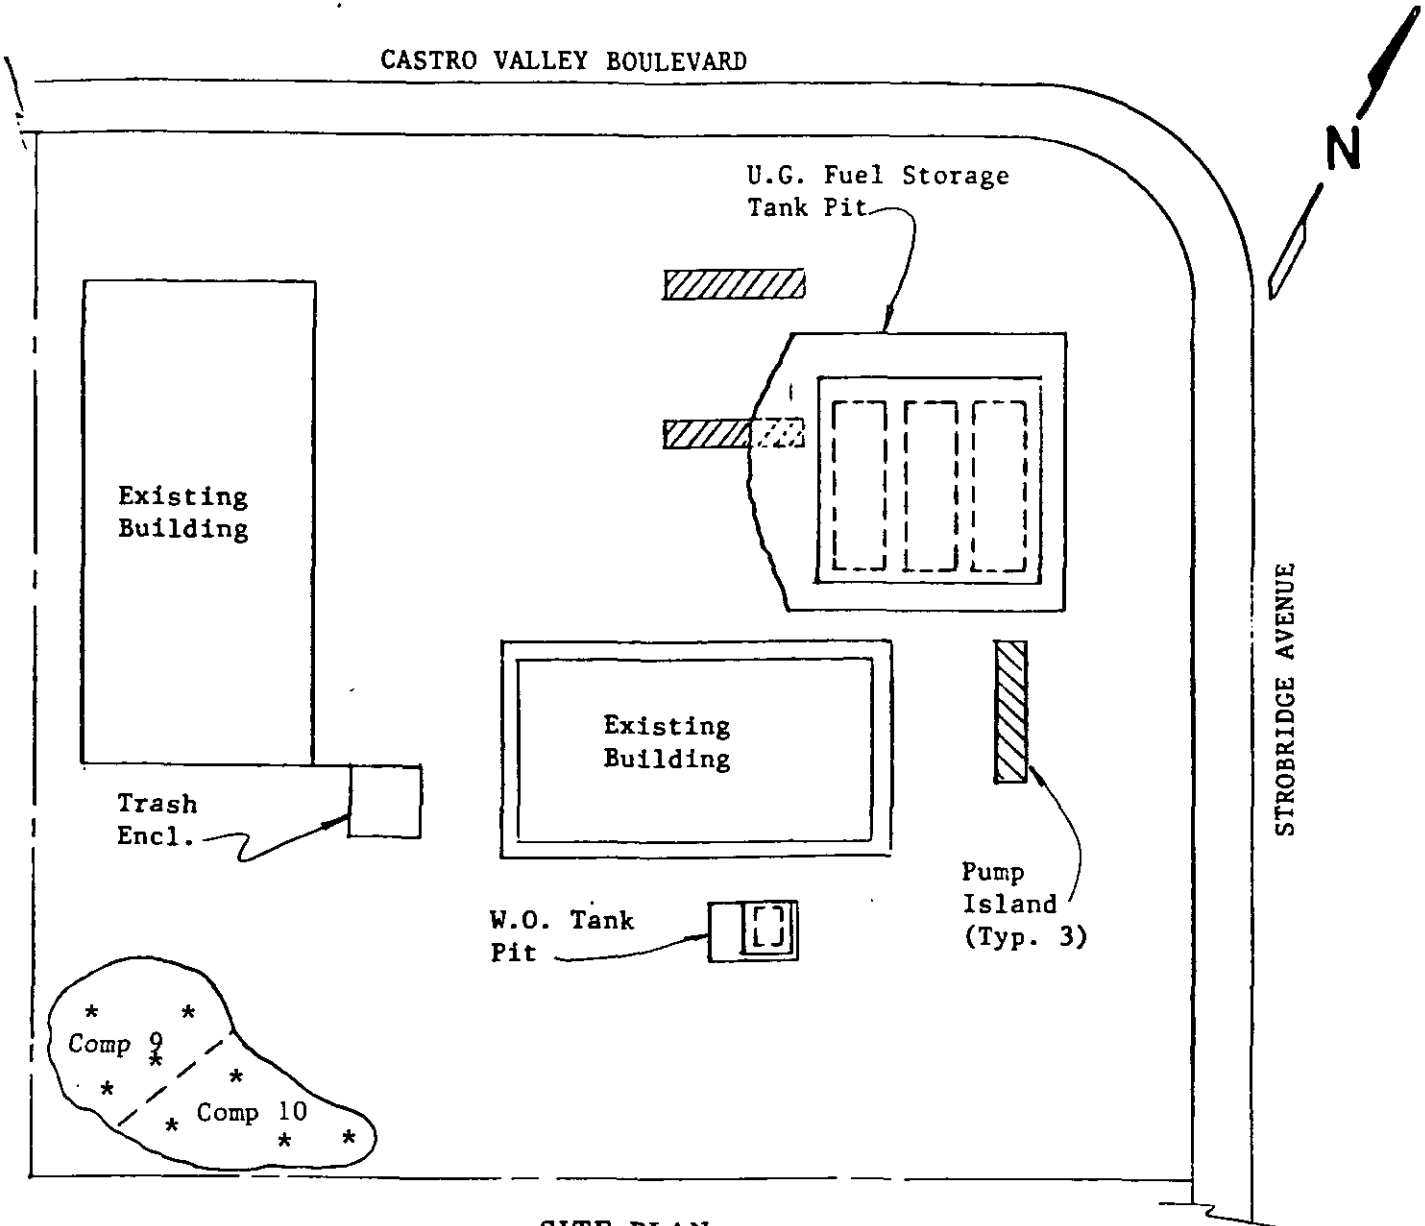 CASTRO VALLEY BOULEVARD
N
U.G. Fuel Storage
Tank Pit
Existing
Building
STROBRIDGE AVENUE
Existing
Building
Trash
Encl.
Pump
Island
(Typ. 3)
W.O. Tank
Pit
* *
Comp 9
*
*
*
Comp 10
* * *
SITE PLAN